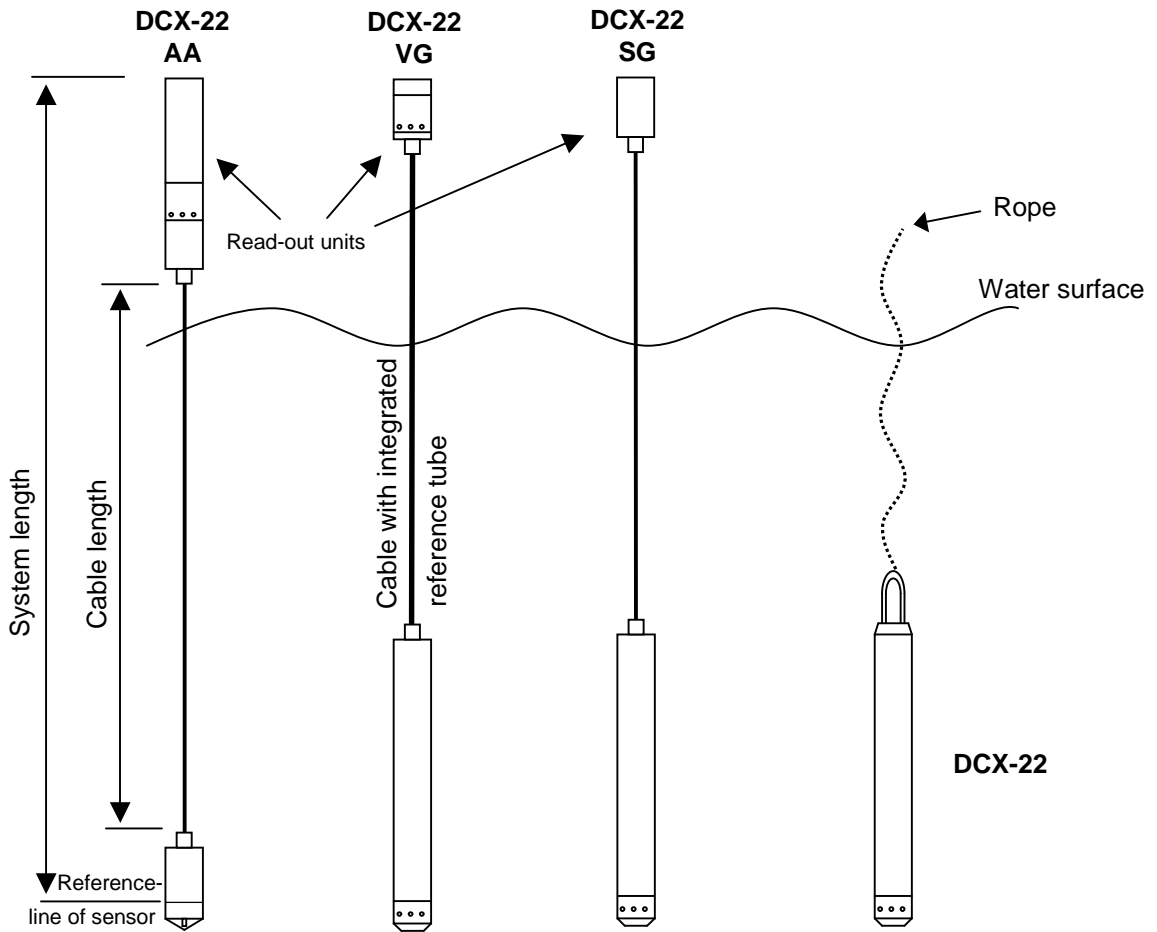 DCX-22
AA
DCX-22
VG
DCX-22
SG
Read-out units
Rope
Water surface
System length
Cable length
Cable with integrated
reference tube
DCX-22
Reference-
line of sensor